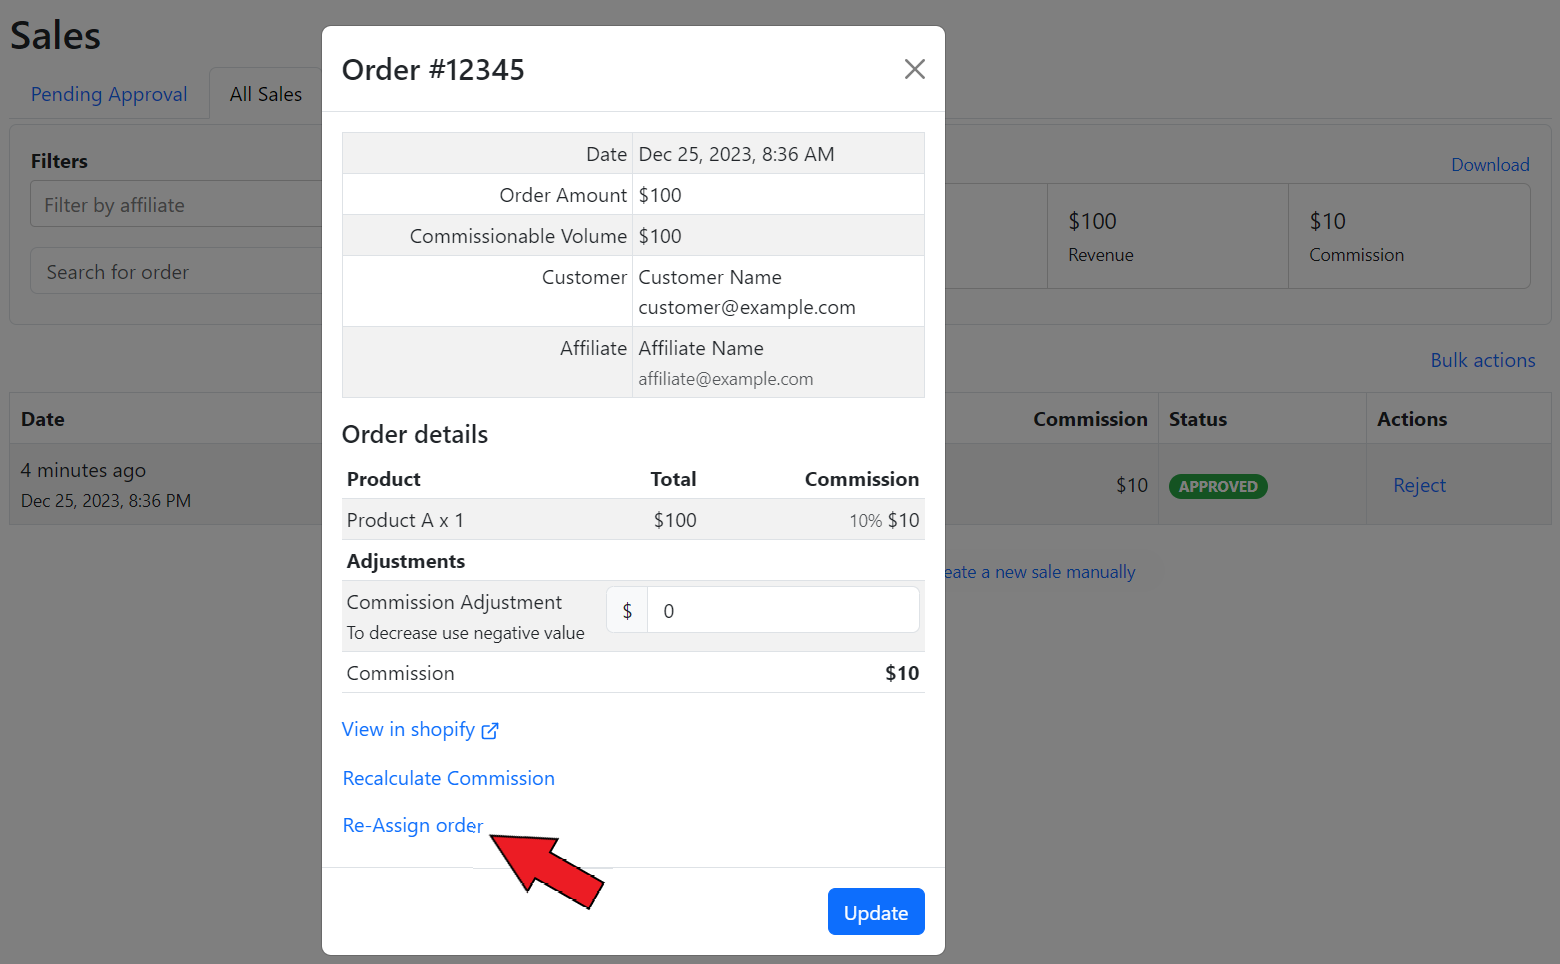 Sales
Pending Approval
All Sales
Filters
Filter by affiliate
Search for order
Download
$100
Revenue
$10
Commission
Bulk actions
Date
Commission
Status
Actions
4 minutes ago
Dec 25, 2023, 8:36 PM
$10
APPROVED
Reject
eate a new sale manually
Order #12345
Date Dec 25, 2023, 8:36 AM
Order Amount $100
Commissionable Volume $100
Customer Customer Name
customer@example.com
Affiliate Affiliate Name
affiliate@example.com
Order details
Product Total Commission
Product A x 1 $100 10% $10
Adjustments
Commission Adjustment $ 0
To decrease use negative value
Commission $10
View in shopify
Recalculate Commission
Re-Assign order
Update